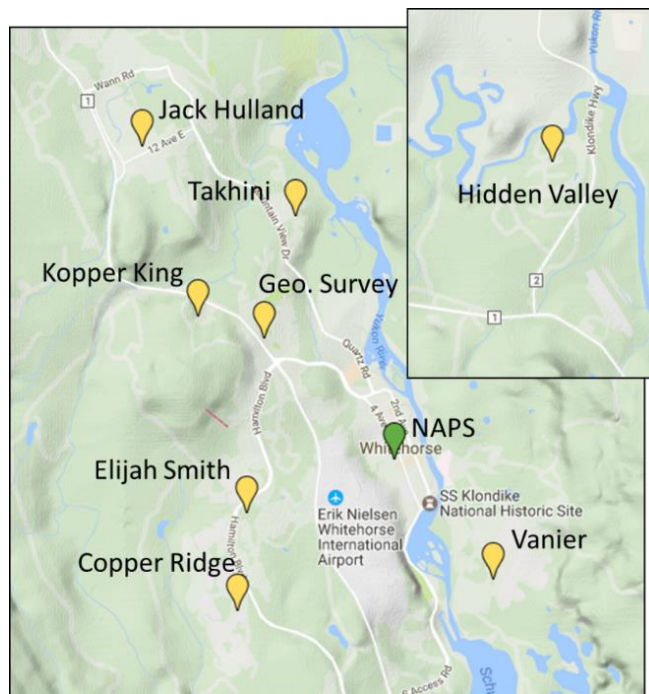 Wann Rd
1
Jack Hulland
12 Ave E
Takhini
Mountain View Dr
Kopper King
Geo. Survey
Yukon River
Quartz Rd
Hamilton Blvd
2nd A
4 Ave
NAPS
Whitehorse
Elijah Smith
SS Klondike
National Historic Site
Erik Nielsen
Whitehorse
International
Airport
Hamilton Blvd
Vanier
Copper Ridge
S Access Rd
Sch
Yukon Ri
Klondike Hwy
Hidden Valley
2
1